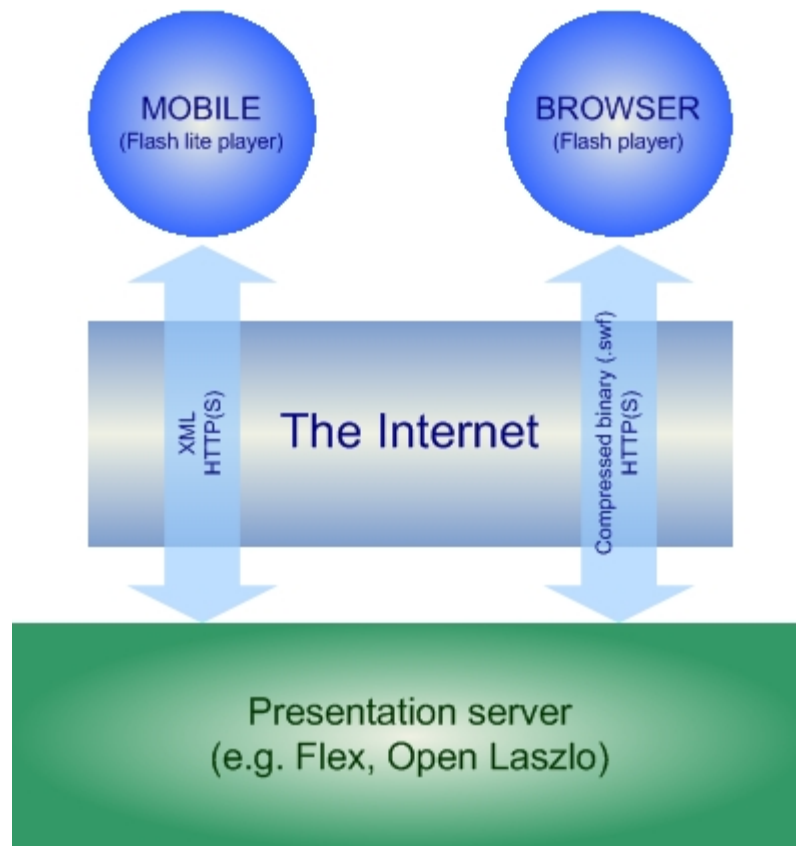 MOBILE
(Flash lite player)
BROWSER
(Flash player)
XML
HTTP(S)
The Internet
Compressed binary (.swf)
HTTP(S)
Presentation server
(e.g. Flex, Open Laszlo)